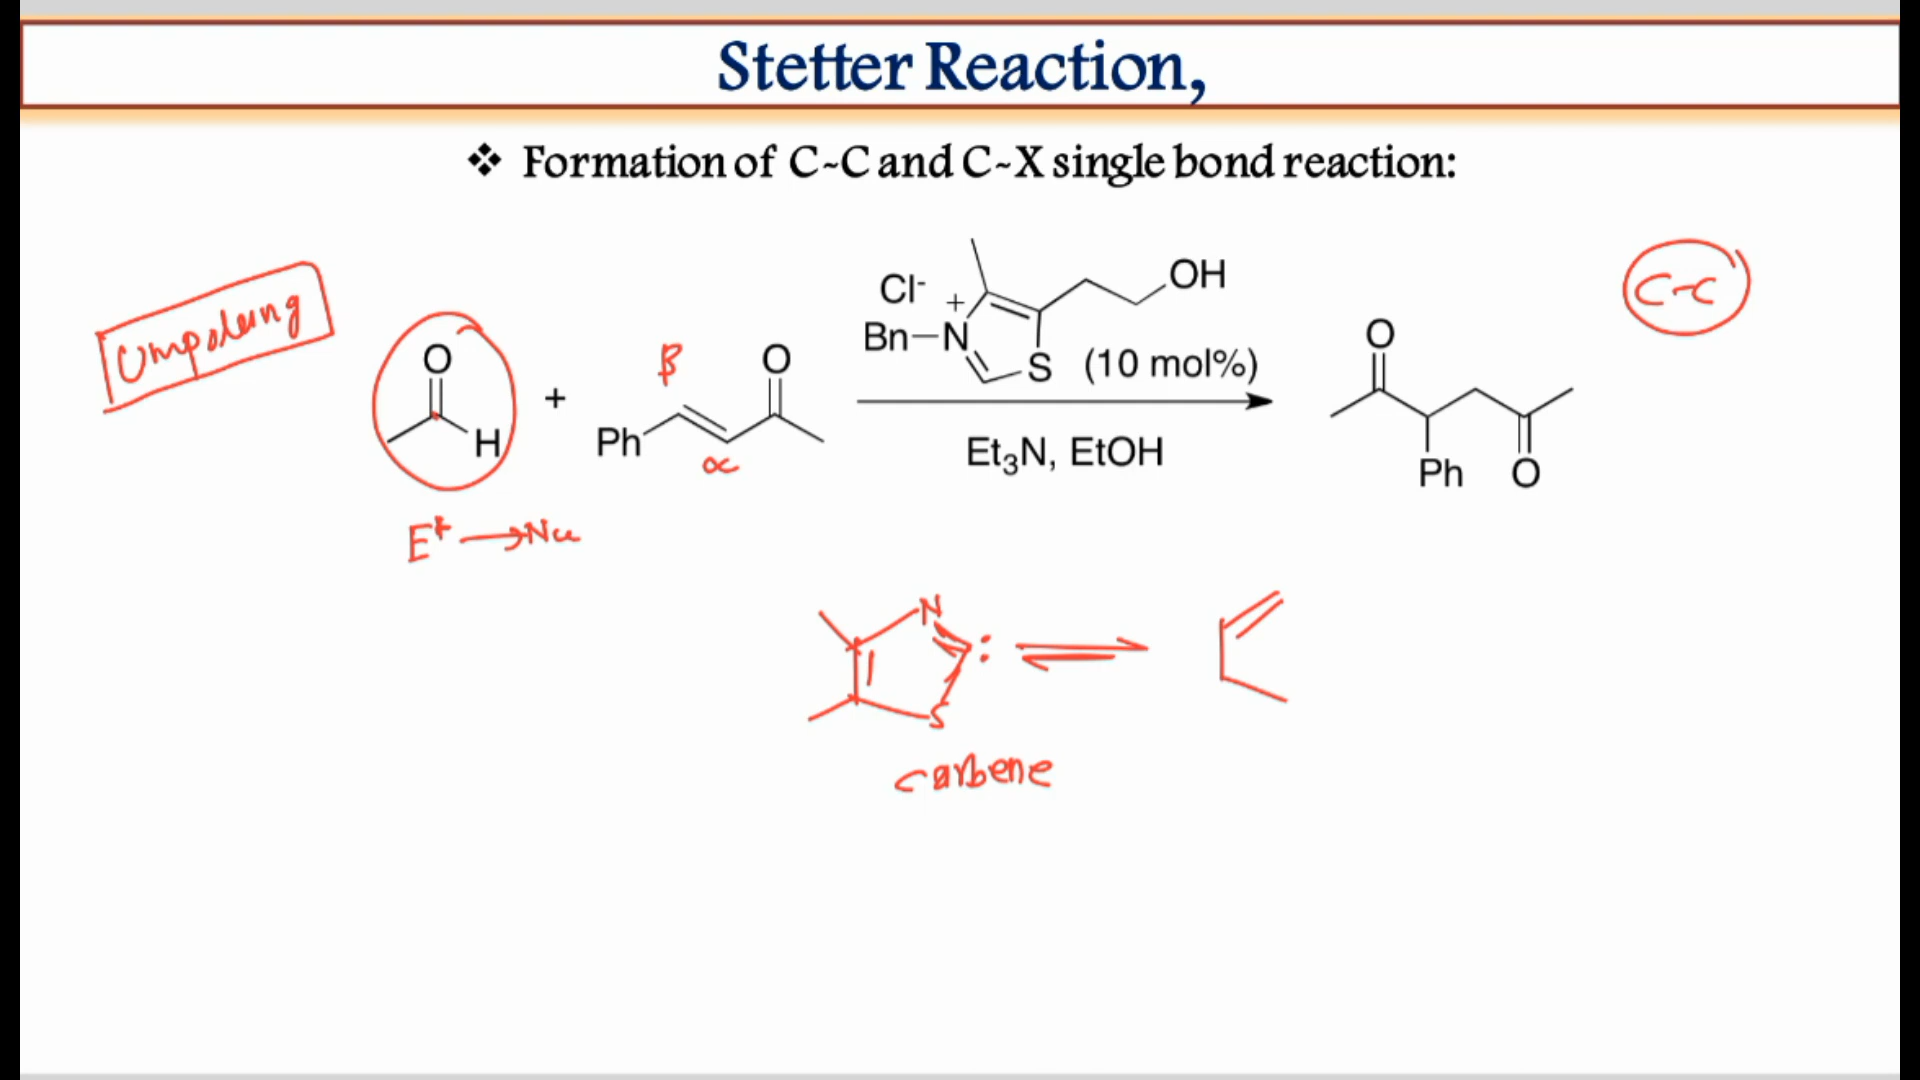 Stetter Reaction,
❖ Formation of C-C and C-X single bond reaction:
Umpolung
O
H
E⁺ → Nu
+
β
O
Ph
α
Cl⁻
+
N
Bn
S
OH
(10 mol%)
Et₃N, EtOH
O
Ph
O
C-C
N
:
S
carbene